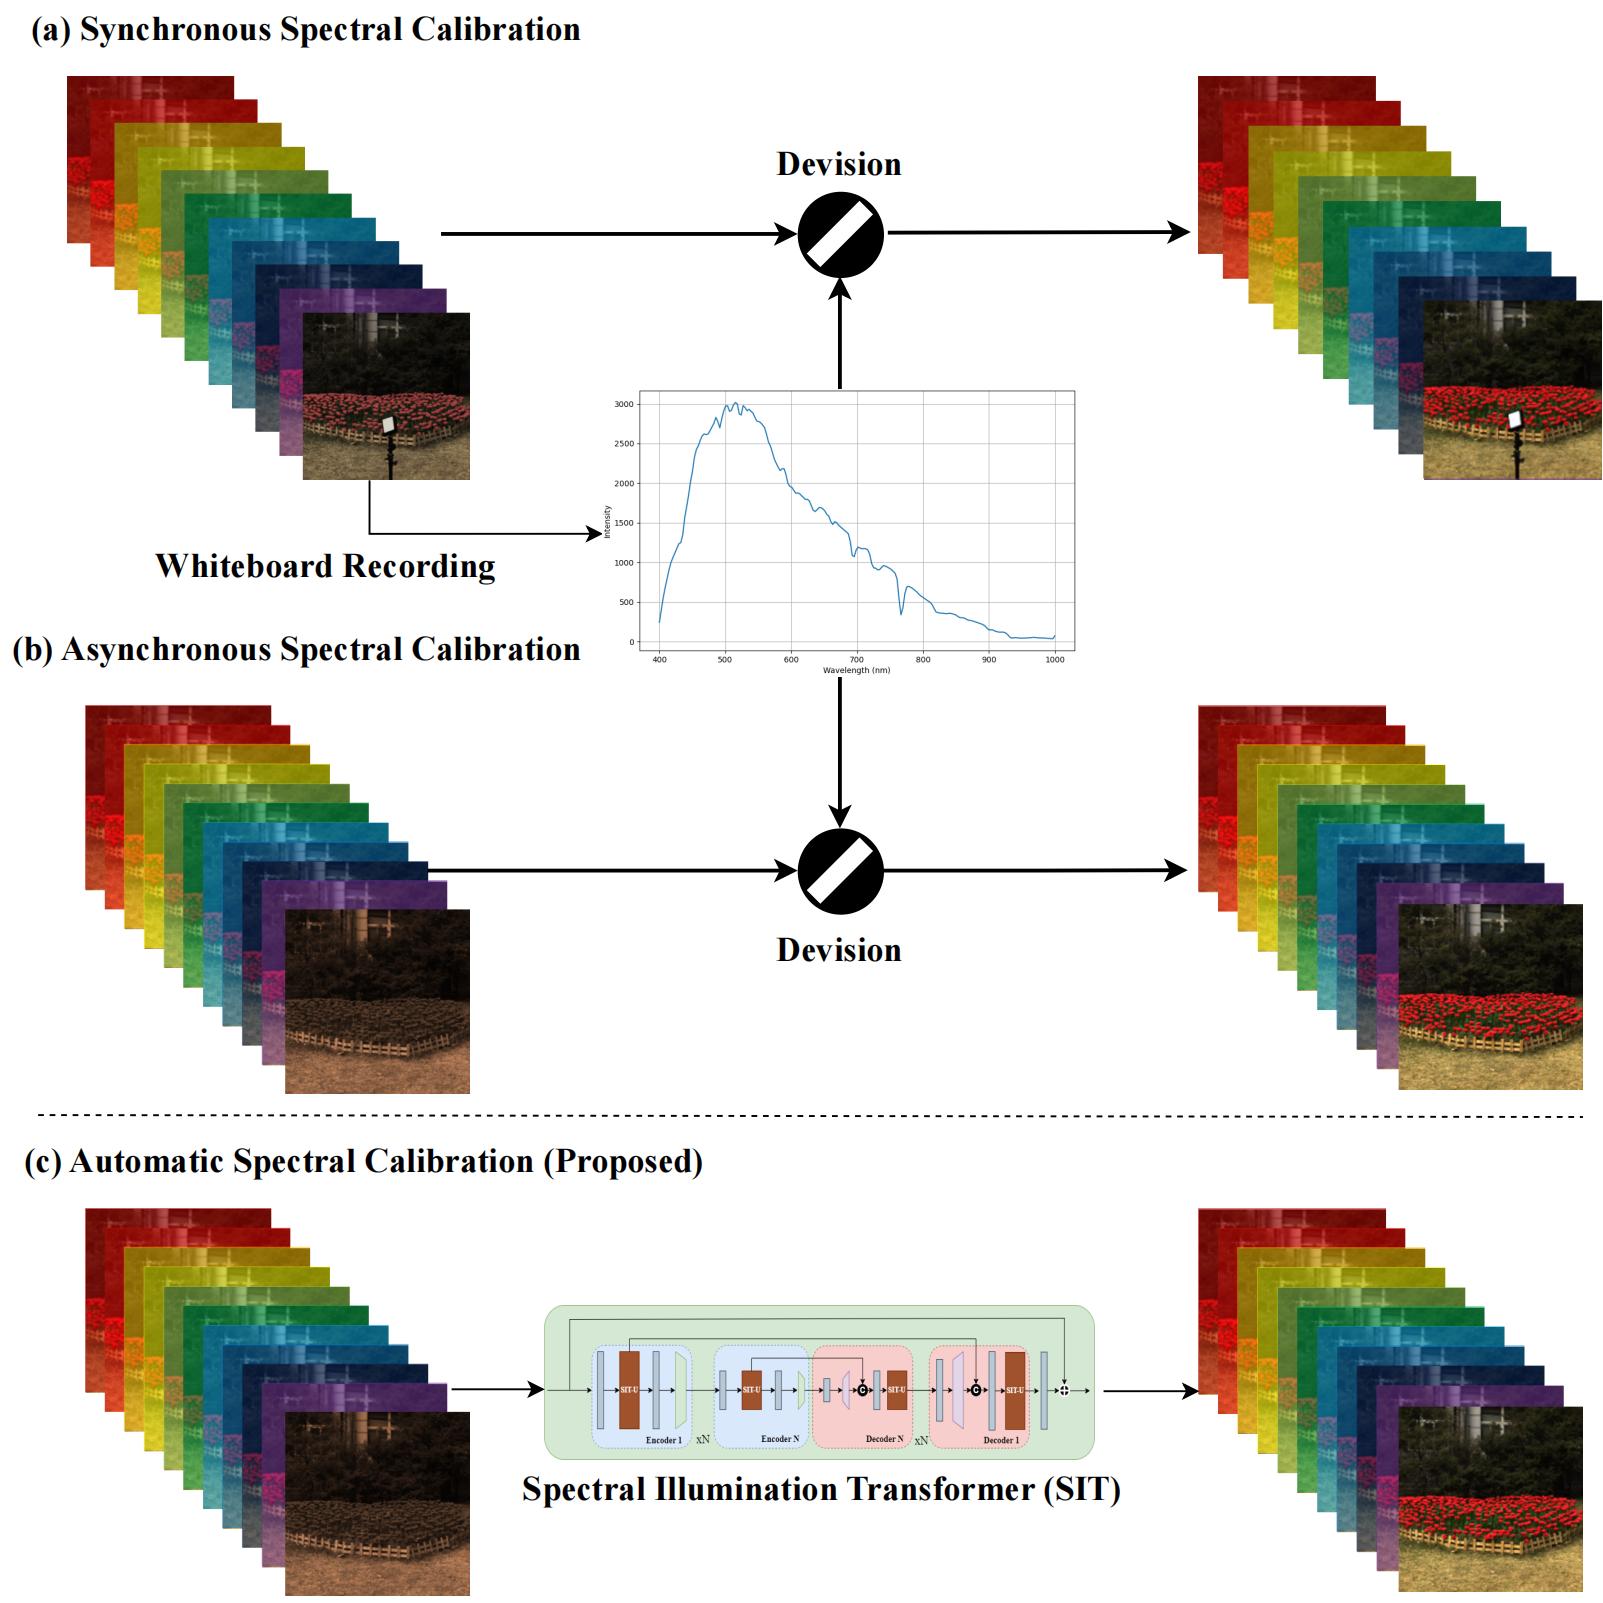 (a) Synchronous Spectral Calibration
Devision
3000
2500
2000
1500
1000
500
0
Intensity
400 500 600 700 800 900 1000
Wavelength (nm)
Whiteboard Recording
(b) Asynchronous Spectral Calibration
Devision
(c) Automatic Spectral Calibration (Proposed)
SIT-U SIT-U C SIT-U C SIT-U
Encoder 1 xN Encoder N Decoder N xN Decoder 1
Spectral Illumination Transformer (SIT)